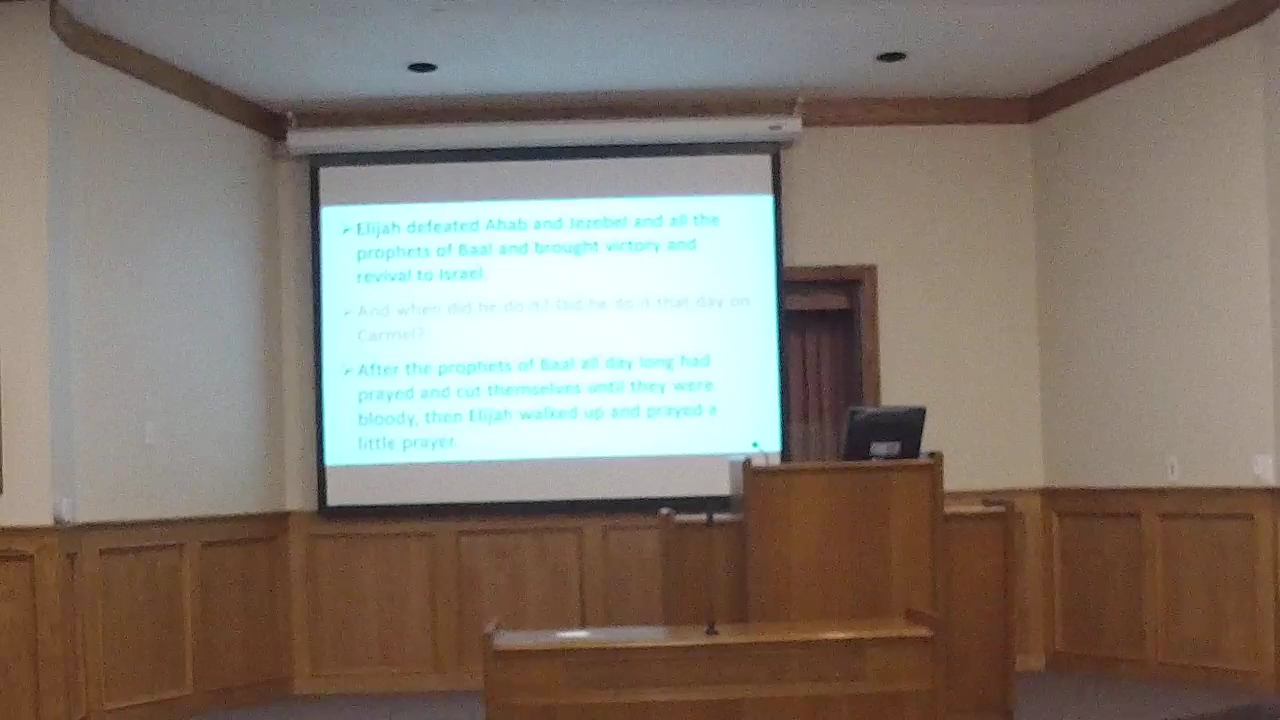 Elijah defeated Ahab and Jezebel and all the
prophets of Baal and brought victory and
revival to Israel.
And when did he do it? Did he do it that day on
Carmel?
After the prophets of Baal all day long had
prayed and cut themselves until they were
bloody, then Elijah walked up and prayed a
little prayer.